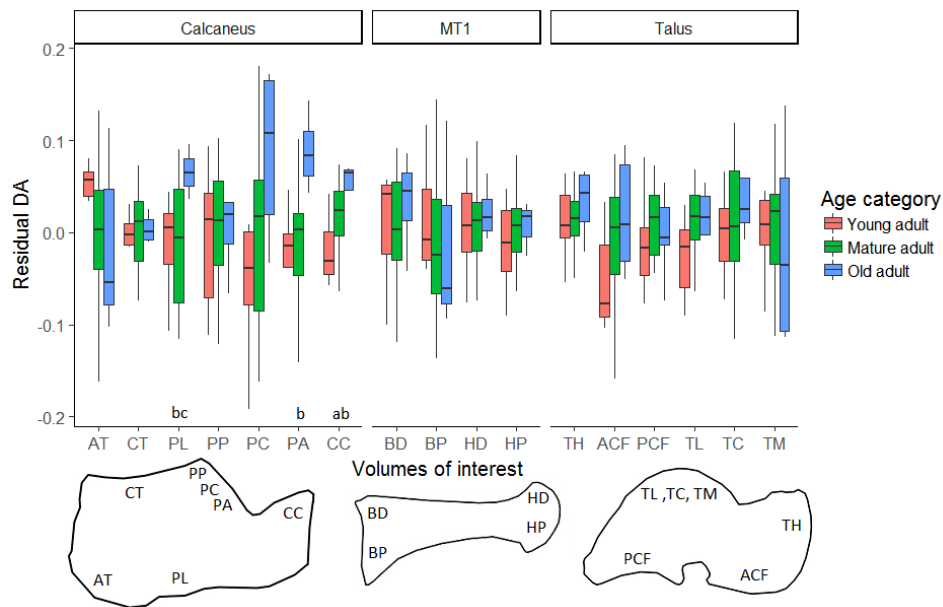 Calcaneus MT1 Talus
0.2
0.1
0.0
-0.1
-0.2
Residual DA
Age category
Young adult
Mature adult
Old adult
bc b ab
AT CT PL PP PC PA CC BD BP HD HP TH ACF PCF TL TC TM
Volumes of interest
PP
CT PC
PA
CC
AT PL
BD HD
HP
BP
TL ,TC, TM
TH
PCF
ACF